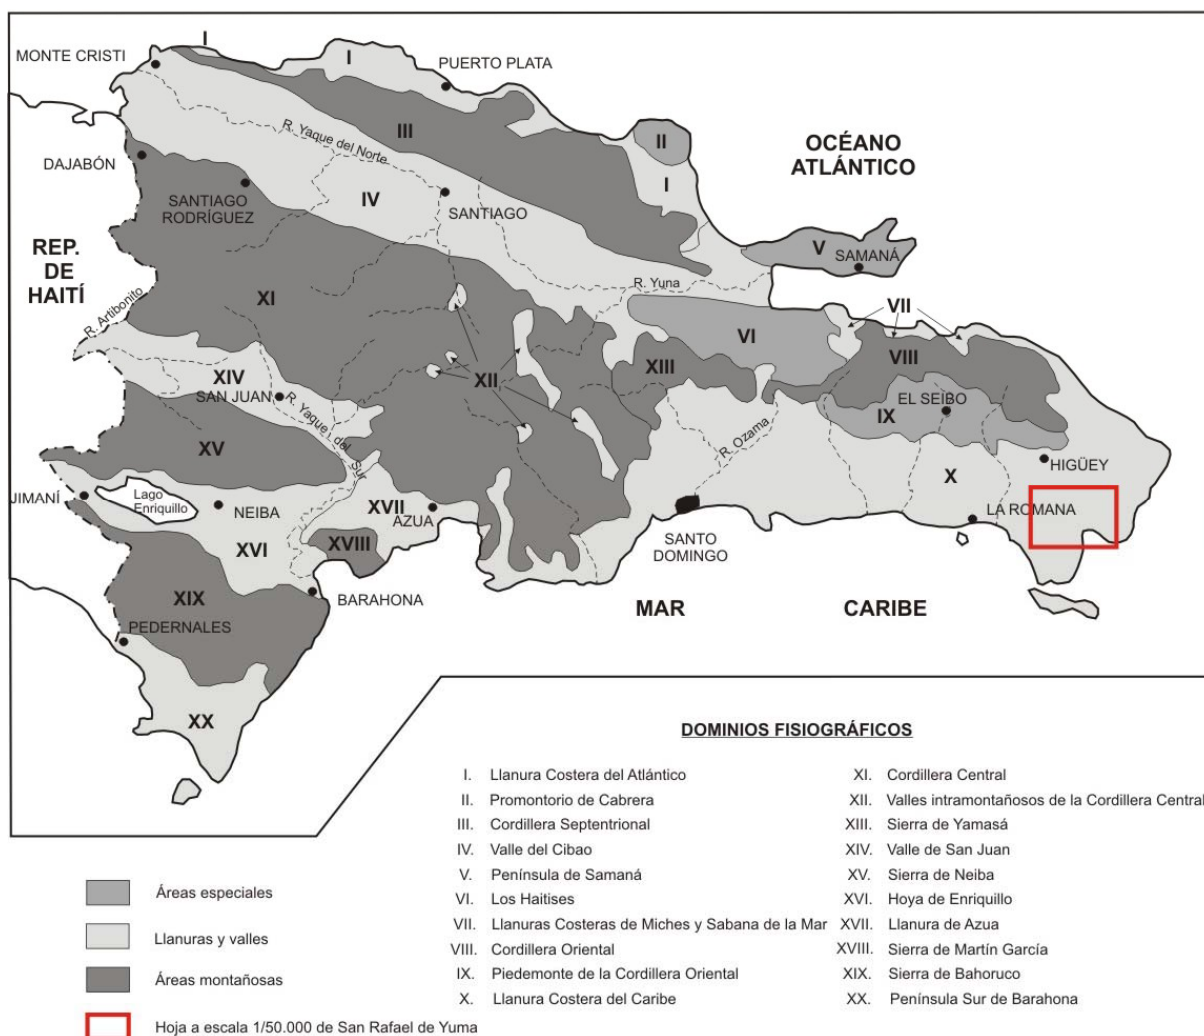 I
MONTE CRISTI
I
PUERTO PLATA
III
II
OCÉANO
ATLÁNTICO
R. Yaque del Norte
DAJABÓN
I
SANTIAGO
RODRÍGUEZ
IV
SANTIAGO
REP.
DE
HAITÍ
V
SAMANÁ
R. Yuna
XI
VII
R. Artibonito
VI
VIII
XIII
XII
XIV
SAN JUAN
EL SEIBO
IX
R. Yaque del Sur
R. Ozama
XV
HIGÜEY
X
JIMANÍ
Lago
Enriquillo
NEIBA
XVII
AZUA
LA ROMANA
XVI
XVIII
SANTO
DOMINGO
XIX
BARAHONA
MAR
CARIBE
PEDERNALES
XX
DOMINIOS FISIOGRÁFICOS
I. Llanura Costera del Atlántico
II. Promontorio de Cabrera
III. Cordillera Septentrional
IV. Valle del Cibao
V. Península de Samaná
VI. Los Haitises
VII. Llanuras Costeras de Miches y Sabana de la Mar
VIII. Cordillera Oriental
IX. Piedemonte de la Cordillera Oriental
X. Llanura Costera del Caribe
XI. Cordillera Central
XII. Valles intramontañosos de la Cordillera Central
XIII. Sierra de Yamasá
XIV. Valle de San Juan
XV. Sierra de Neiba
XVI. Hoya de Enriquillo
XVII. Llanura de Azua
XVIII. Sierra de Martín García
XIX. Sierra de Bahoruco
XX. Península Sur de Barahona
Áreas especiales
Llanuras y valles
Áreas montañosas
Hoja a escala 1/50.000 de San Rafael de Yuma